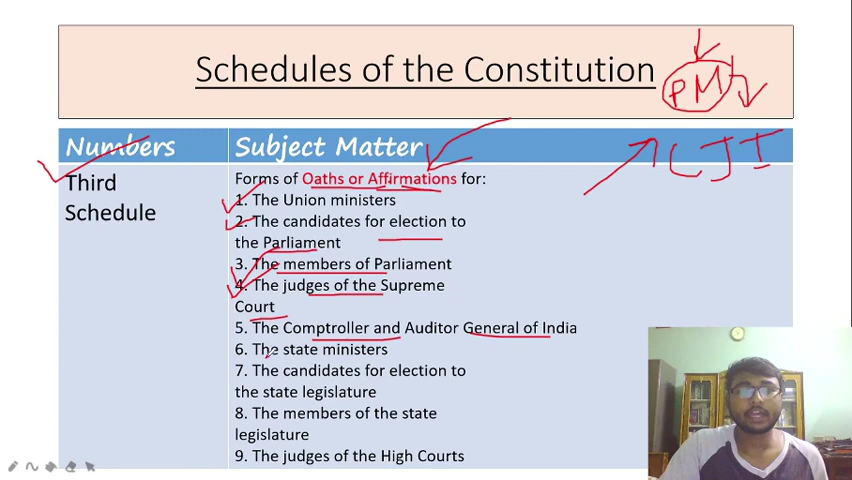 Schedules of the Constitution
PM
CJI
Numbers
Subject Matter
Third
Schedule
Forms of Oaths or Affirmations for:
1. The Union ministers
2. The candidates for election to
the Parliament
3. The members of Parliament
4. The judges of the Supreme
Court
5. The Comptroller and Auditor General of India
6. The state ministers
7. The candidates for election to
the state legislature
8. The members of the state
legislature
9. The judges of the High Courts